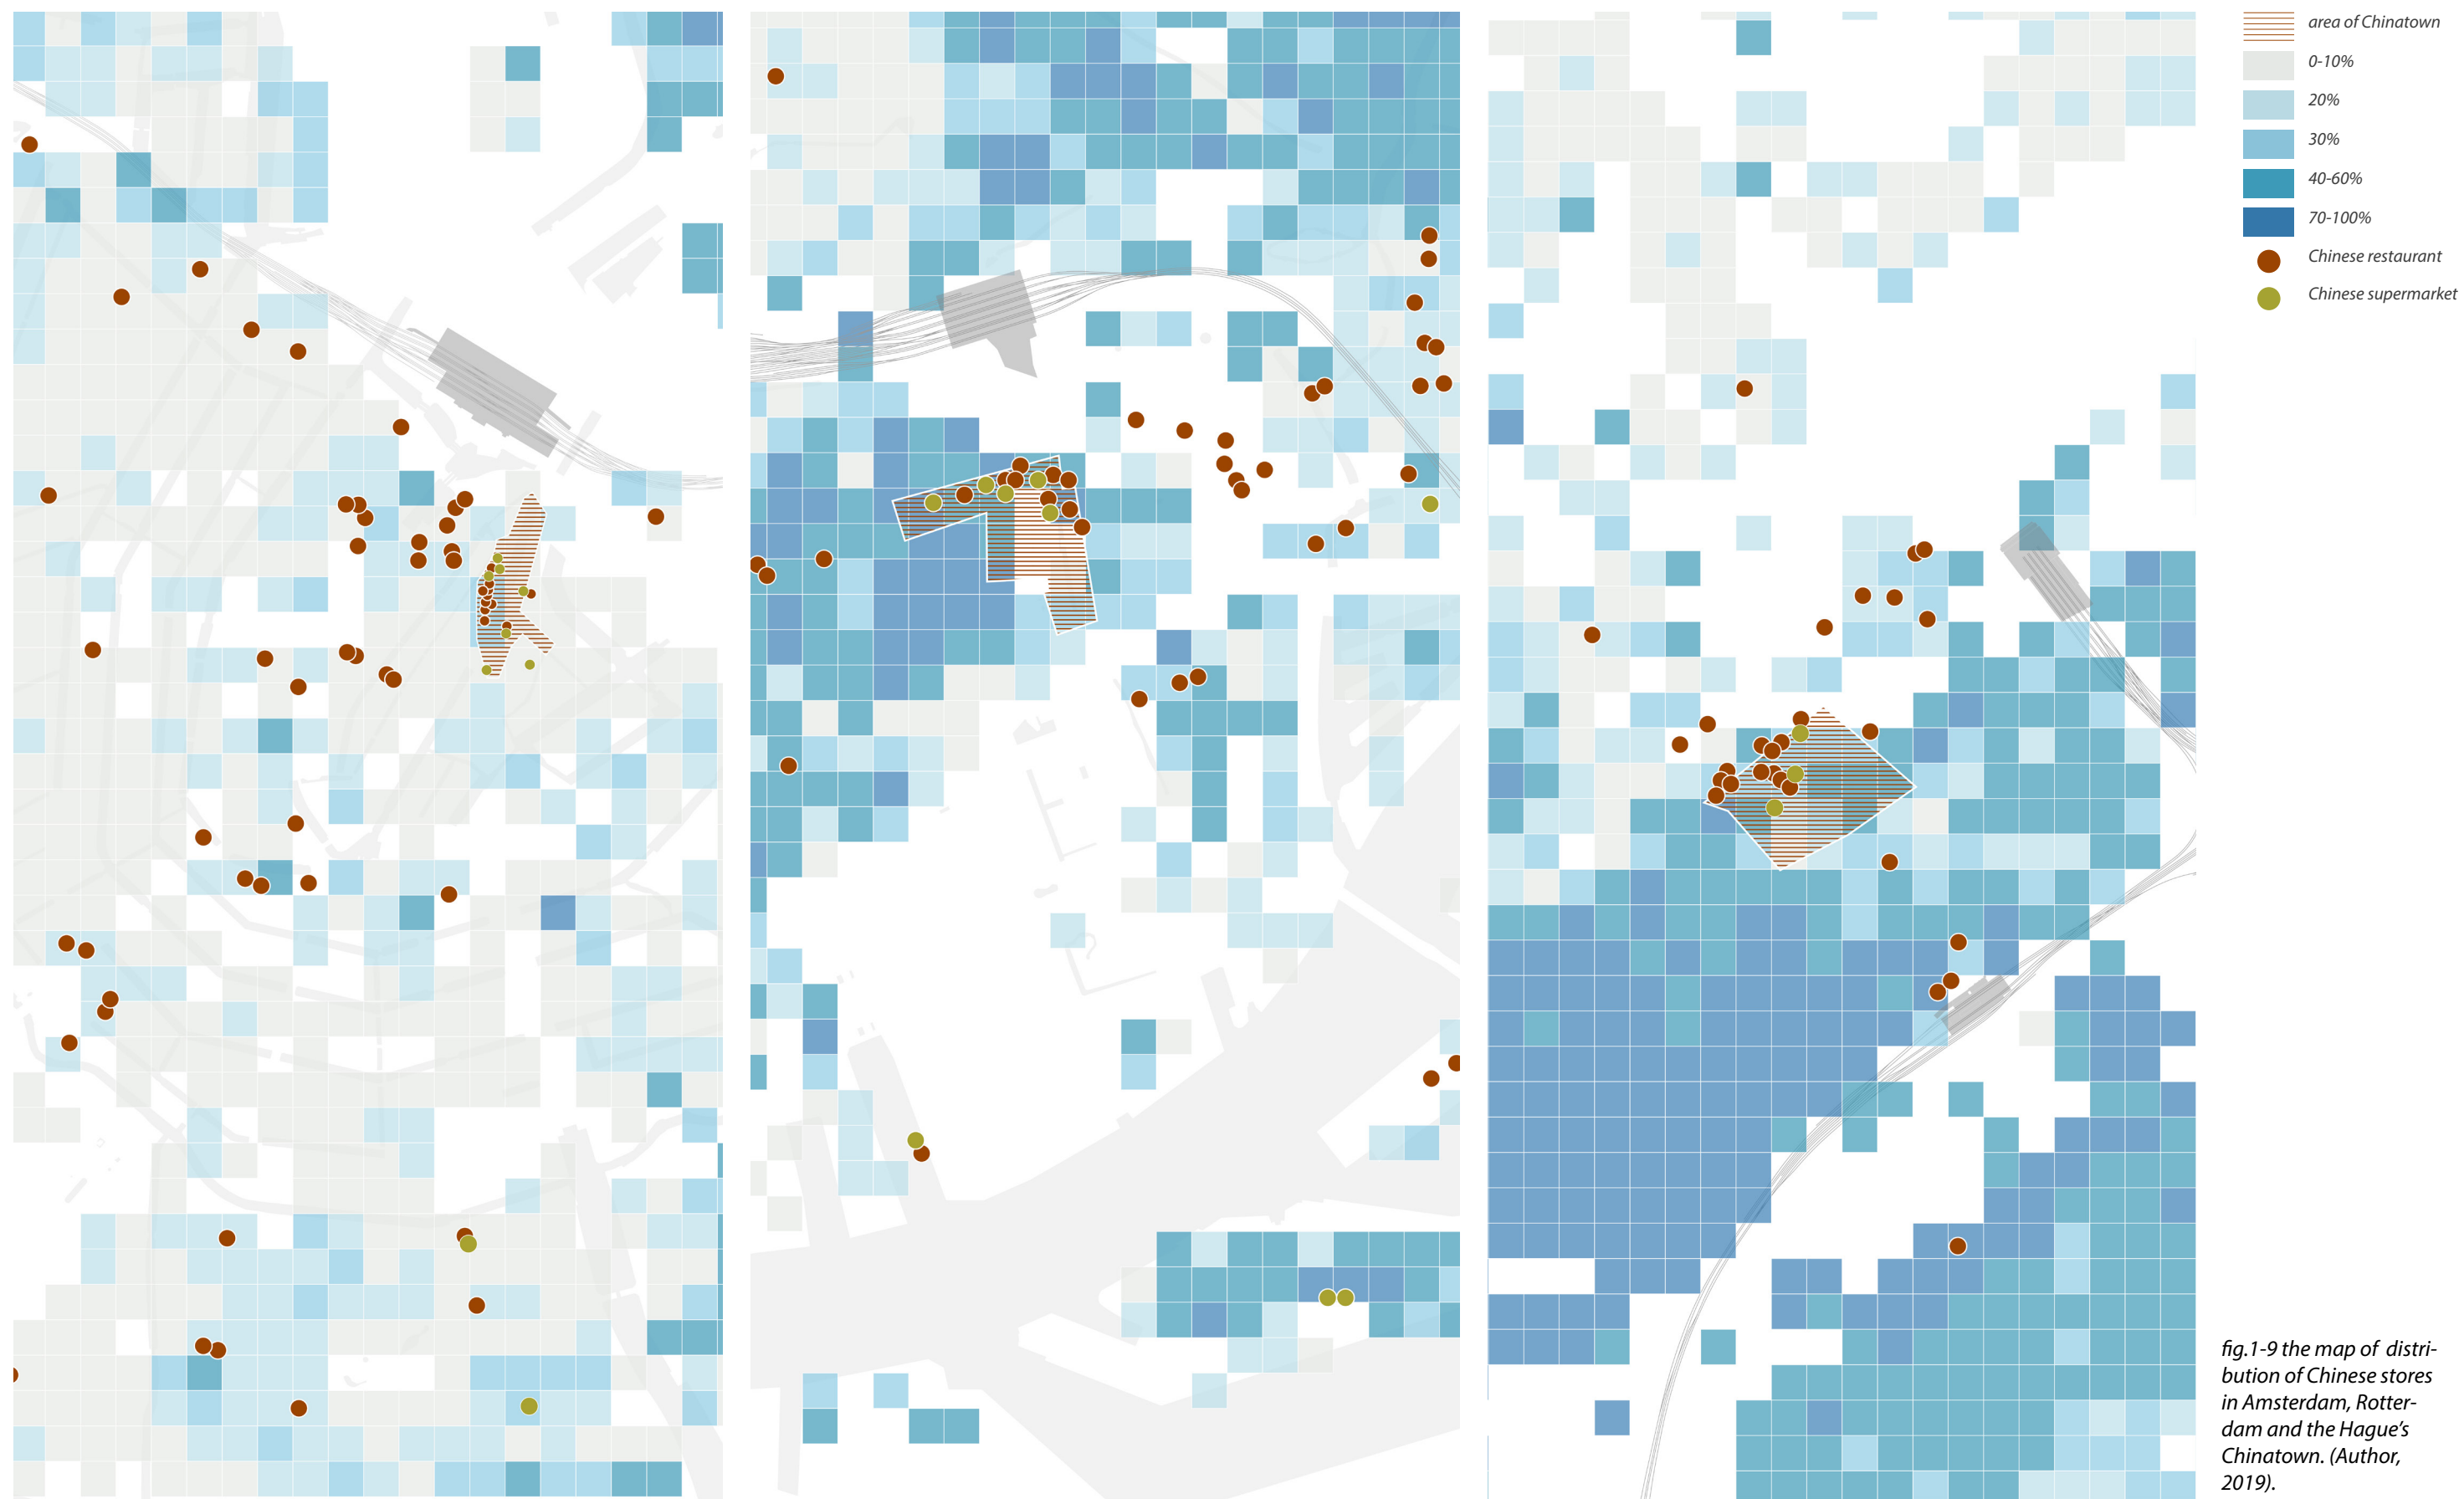 area of Chinatown
0-10%
20%
30%
40-60%
70-100%
Chinese restaurant
Chinese supermarket
fig.1-9 the map of distri-
bution of Chinese stores
in Amsterdam, Rotter-
dam and the Hague's
Chinatown. (Author,
2019).